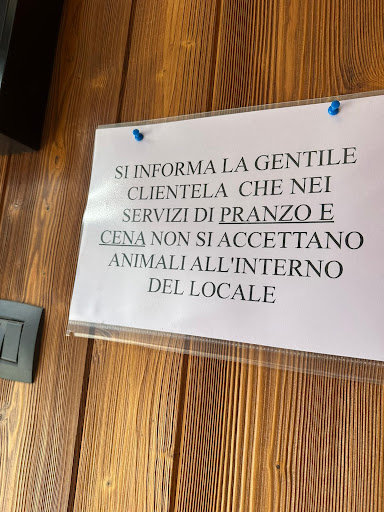 SI INFORMA LA GENTILE
CLIENTELA CHE NEI
SERVIZI DI PRANZO E
CENA NON SI ACCETTANO
ANIMALI ALL'INTERNO
DEL LOCALE